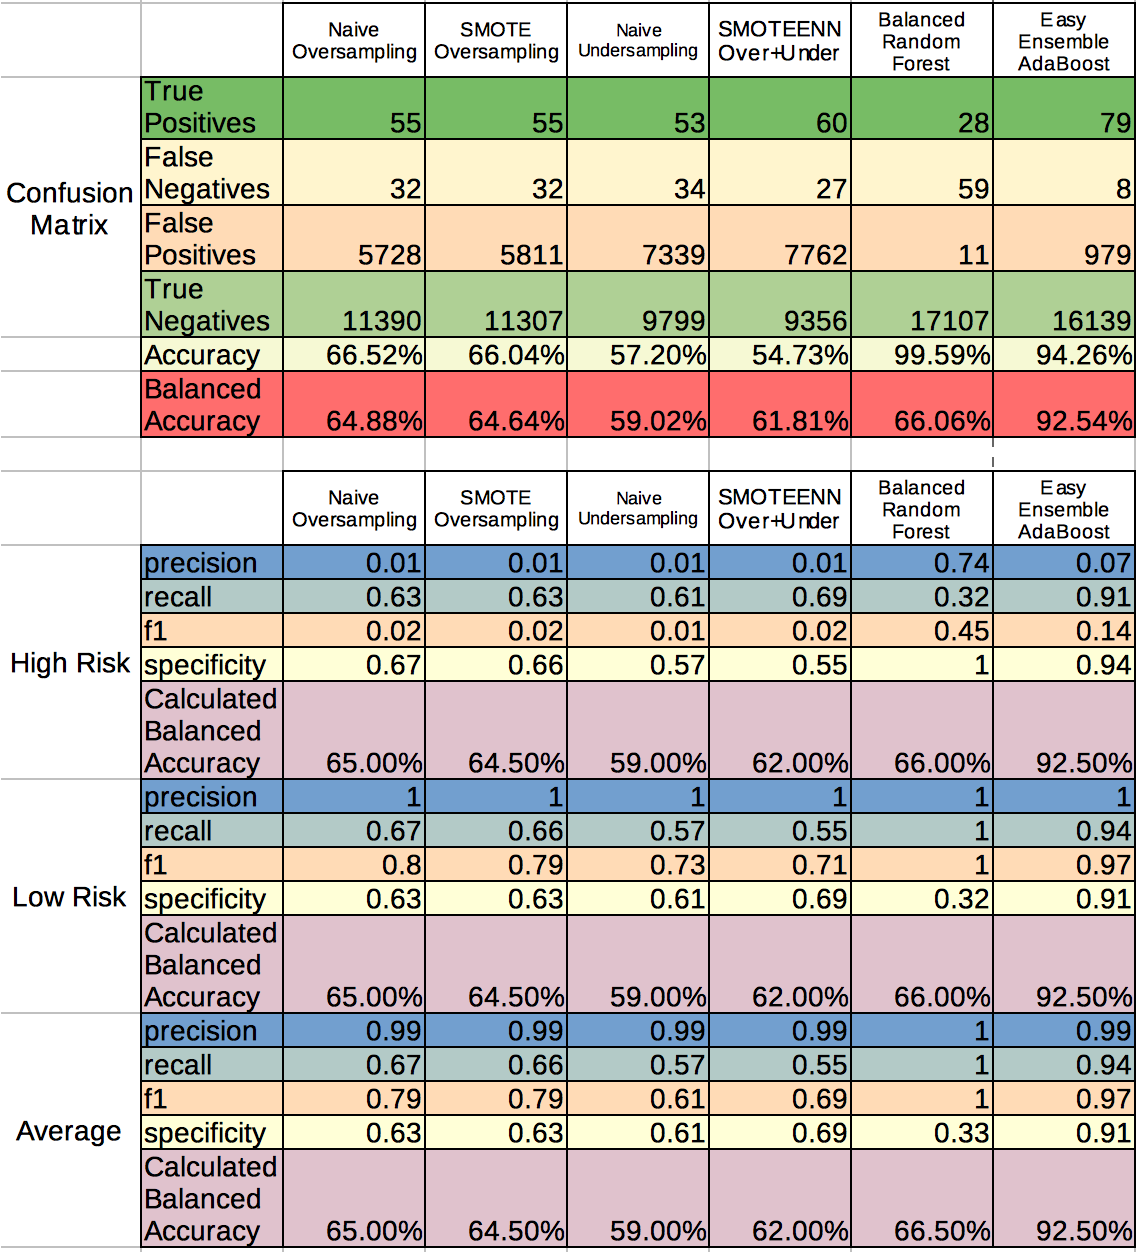 Naive Oversampling SMOTE Oversampling Naive Undersampling SMOTEENN Over+Under Balanced Random Forest Easy Ensemble AdaBoost
Confusion Matrix
True Positives 55 55 53 60 28 79
False Negatives 32 32 34 27 59 8
False Positives 5728 5811 7339 7762 11 979
True Negatives 11390 11307 9799 9356 17107 16139
Accuracy 66.52% 66.04% 57.20% 54.73% 99.59% 94.26%
Balanced Accuracy 64.88% 64.64% 59.02% 61.81% 66.06% 92.54%
Naive Oversampling SMOTE Oversampling Naive Undersampling SMOTEENN Over+Under Balanced Random Forest Easy Ensemble AdaBoost
High Risk
precision 0.01 0.01 0.01 0.01 0.74 0.07
recall 0.63 0.63 0.61 0.69 0.32 0.91
f1 0.02 0.02 0.01 0.02 0.45 0.14
specificity 0.67 0.66 0.57 0.55 1 0.94
Calculated Balanced Accuracy 65.00% 64.50% 59.00% 62.00% 66.00% 92.50%
Low Risk
precision 1 1 1 1 1 1
recall 0.67 0.66 0.57 0.55 1 0.94
f1 0.8 0.79 0.73 0.71 1 0.97
specificity 0.63 0.63 0.61 0.69 0.32 0.91
Calculated Balanced Accuracy 65.00% 64.50% 59.00% 62.00% 66.00% 92.50%
Average
precision 0.99 0.99 0.99 0.99 1 0.99
recall 0.67 0.66 0.57 0.55 1 0.94
f1 0.79 0.79 0.61 0.69 1 0.97
specificity 0.63 0.63 0.61 0.69 0.33 0.91
Calculated Balanced Accuracy 65.00% 64.50% 59.00% 62.00% 66.50% 92.50%